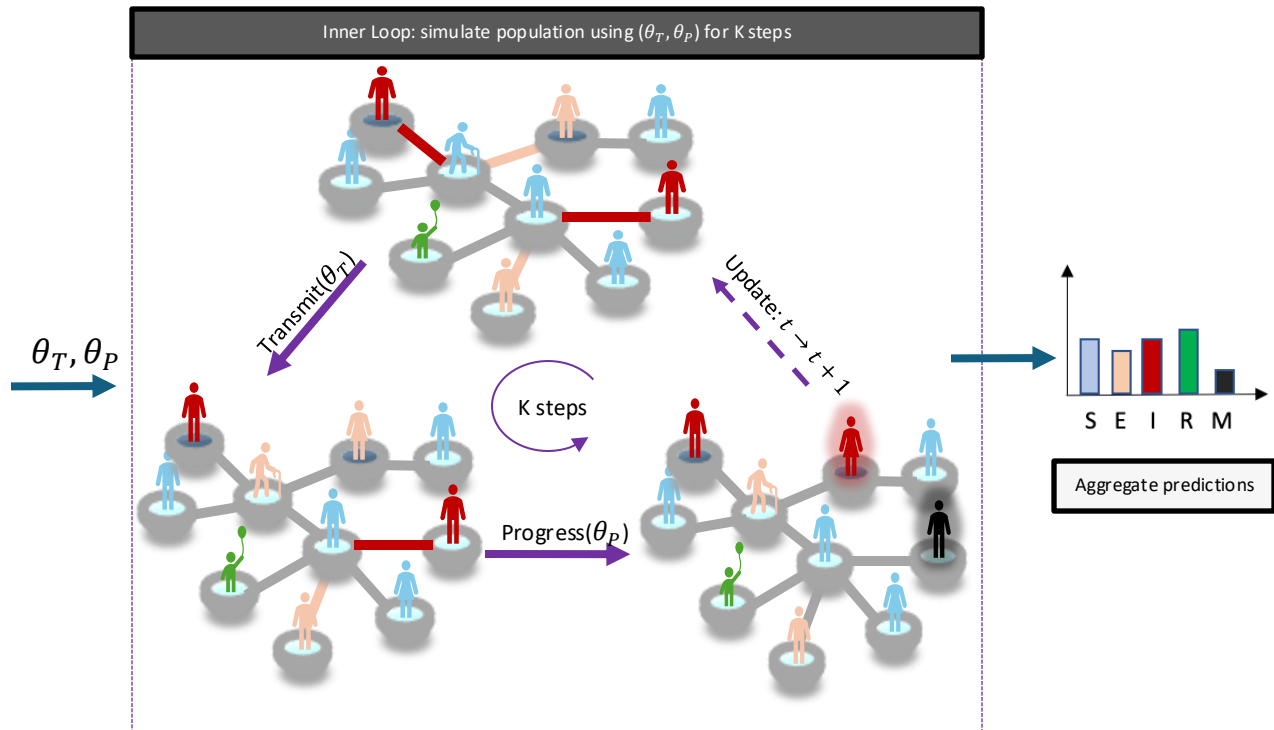 Inner Loop: simulate population using (θ_T, θ_P) for K steps
Transmit(θ_T)
Update: t → t + 1
θ_T, θ_P
K steps
Progress(θ_P)
S E I R M
Aggregate predictions